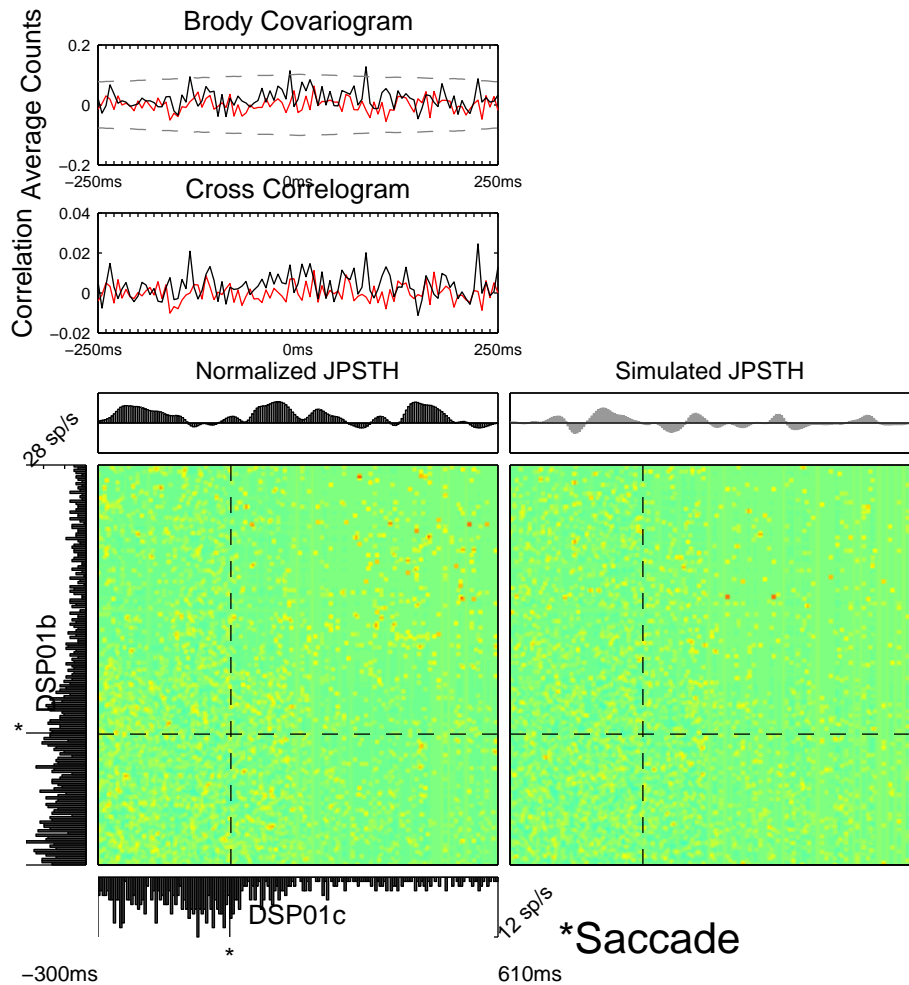 Brody Covariogram
Average Counts
0.2
0
−0.2
−250ms
0ms
250ms
Cross Correlogram
Correlation
0.04
0.02
0
−0.02
−250ms
0ms
250ms
Normalized JPSTH
Simulated JPSTH
28 sp/s
DSP01b
*
DSP01c
12 sp/s
*
*Saccade
−300ms
610ms